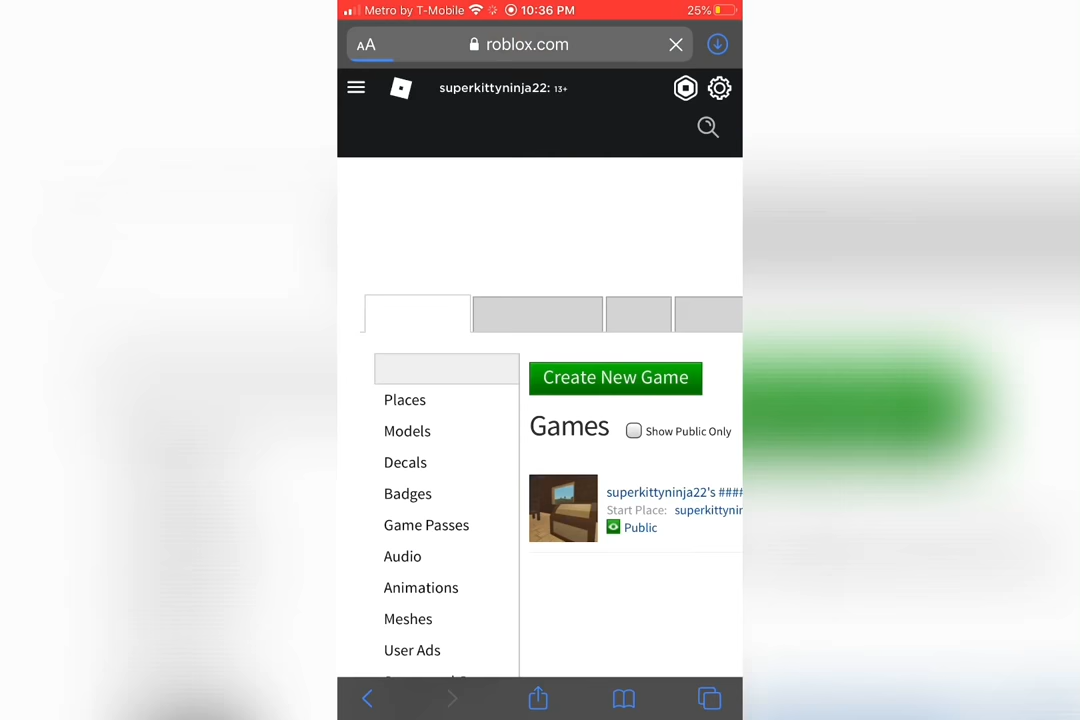 Metro by T-Mobile 10:36 PM 25%
AA roblox.com
superkittyninja22: 13+
Create New Game
Places
Games Show Public Only
Models
Decals
Badges
superkittyninja22's ####
Start Place: superkittynin
Public
Game Passes
Audio
Animations
Meshes
User Ads